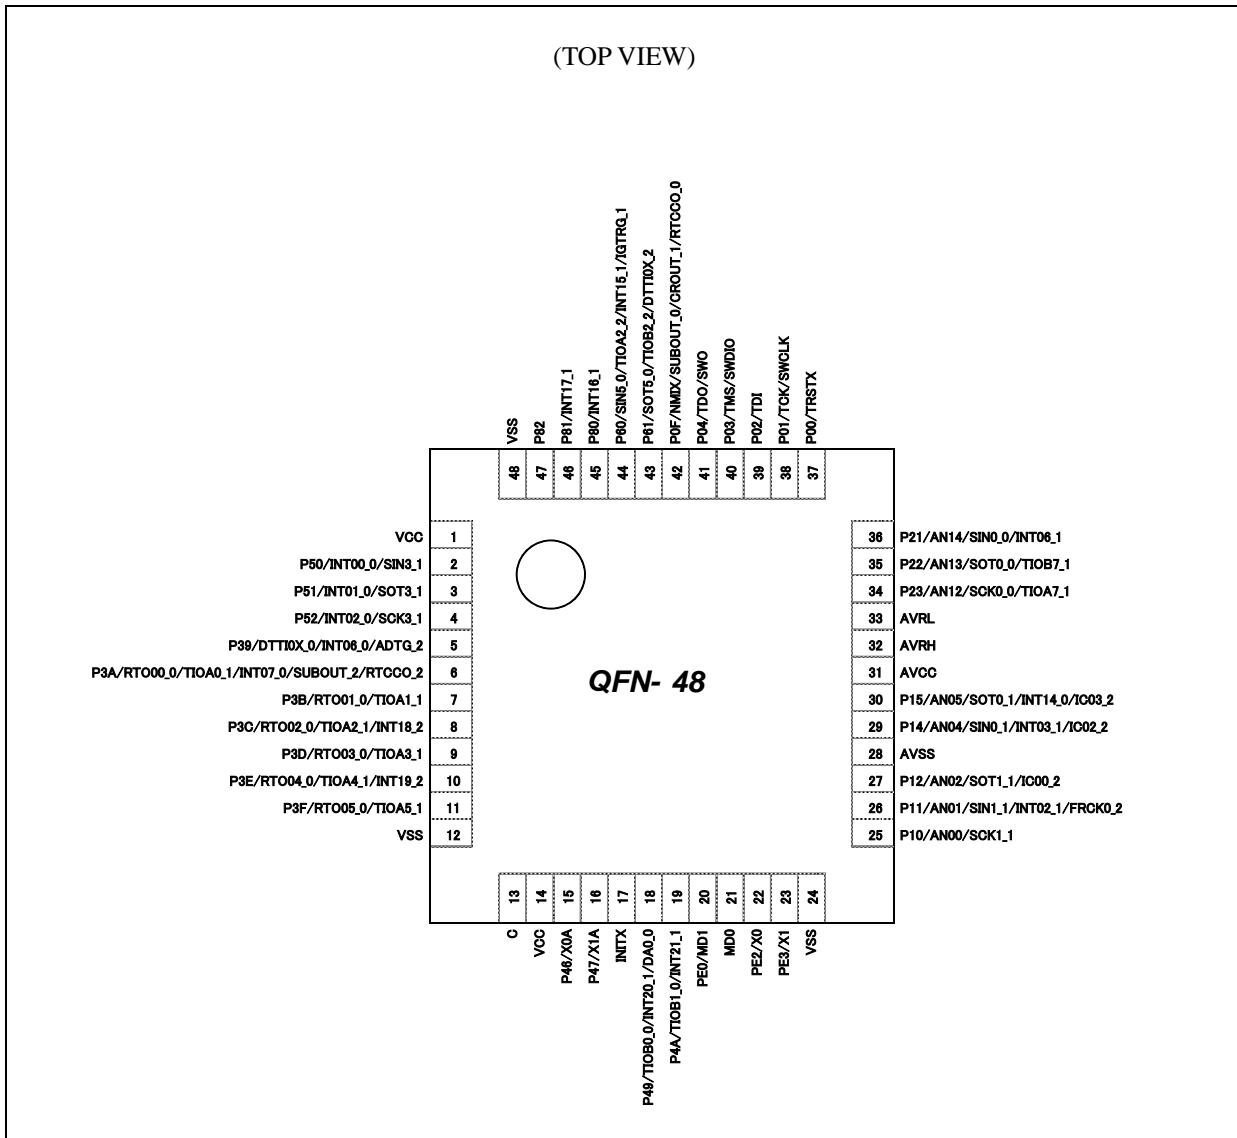 (TOP VIEW)
VSS
P82
P81/INT17_1
P80/INT16_1
P60/SIN5_0/TIOA2_2/INT15_1/IGTRG_1
P61/SOT5_0/TIOB2_2/DTTI0X_2
P0F/NMIX/SUBOUT_0/CROUT_1/RTCCO_0
P04/TDO/SWO
P03/TMS/SWDIO
P02/TDI
P01/TCK/SWCLK
P00/TRSTX
48 47 46 45 44 43 42 41 40 39 38 37
VCC 1
P50/INT00_0/SIN3_1 2
P51/INT01_0/SOT3_1 3
P52/INT02_0/SCK3_1 4
P39/DTTI0X_0/INT06_0/ADTG_2 5
P3A/RTO00_0/TIOA0_1/INT07_0/SUBOUT_2/RTCCO_2 6
P3B/RTO01_0/TIOA1_1 7
P3C/RTO02_0/TIOA2_1/INT18_2 8
P3D/RTO03_0/TIOA3_1 9
P3E/RTO04_0/TIOA4_1/INT19_2 10
P3F/RTO05_0/TIOA5_1 11
VSS 12
QFN- 48
36 P21/AN14/SIN0_0/INT06_1
35 P22/AN13/SOT0_0/TIOB7_1
34 P23/AN12/SCK0_0/TIOA7_1
33 AVRL
32 AVRH
31 AVCC
30 P15/AN05/SOT0_1/INT14_0/IC03_2
29 P14/AN04/SIN0_1/INT03_1/IC02_2
28 AVSS
27 P12/AN02/SOT1_1/IC00_2
26 P11/AN01/SIN1_1/INT02_1/FRCK0_2
25 P10/AN00/SCK1_1
13 14 15 16 17 18 19 20 21 22 23 24
C
VCC
P46/X0A
P47/X1A
INITX
P49/TIOB0_0/INT20_1/DA0_0
P4A/TIOB1_0/INT21_1
PE0/MD1
MD0
PE2/X0
PE3/X1
VSS